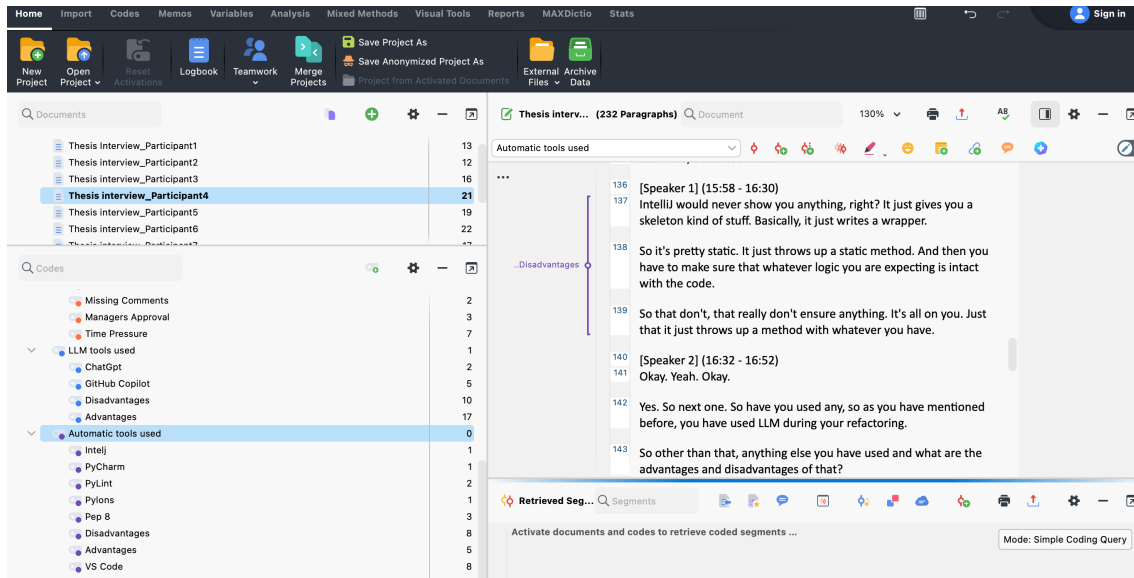 Home Import Codes Memos Variables Analysis Mixed Methods Visual Tools Reports MAXDictio Stats Sign in
New Project
Open Project
Reset Activations
Logbook
Teamwork
Merge Projects
Save Project As
Save Anonymized Project As
Project from Activated Documents
External Files
Archive Data
Documents
Thesis Interview_Participant1 13
Thesis interview_Participant2 12
Thesis interview_Participant3 16
Thesis interview_Participant4 21
Thesis interview_Participant5 19
Thesis interview_Participant6 22
Thesis interview_Participant7 17
Codes
Missing Comments 2
Managers Approval 3
Time Pressure 7
LLM tools used 1
ChatGpt 2
GitHub Copilot 5
Disadvantages 10
Advantages 17
Automatic tools used 0
Intelj 1
PyCharm 1
PyLint 2
Pylons 1
Pep 8 3
Disadvantages 8
Advantages 5
VS Code 8
Thesis interv... (232 Paragraphs) Document 130% AB
Automatic tools used
...
..Disadvantages
136 [Speaker 1] (15:58 - 16:30)
137 IntelliJ would never show you anything, right? It just gives you a
skeleton kind of stuff. Basically, it just writes a wrapper.
138 So it's pretty static. It just throws up a static method. And then you
have to make sure that whatever logic you are expecting is intact
with the code.
139 So that don't, that really don't ensure anything. It's all on you. Just
that it just throws up a method with whatever you have.
140 [Speaker 2] (16:32 - 16:52)
141 Okay. Yeah. Okay.
142 Yes. So next one. So have you used any, so as you have mentioned
before, you have used LLM during your refactoring.
143 So other than that, anything else you have used and what are the
advantages and disadvantages of that?
Retrieved Seg... Segments
Activate documents and codes to retrieve coded segments ...
Mode: Simple Coding Query